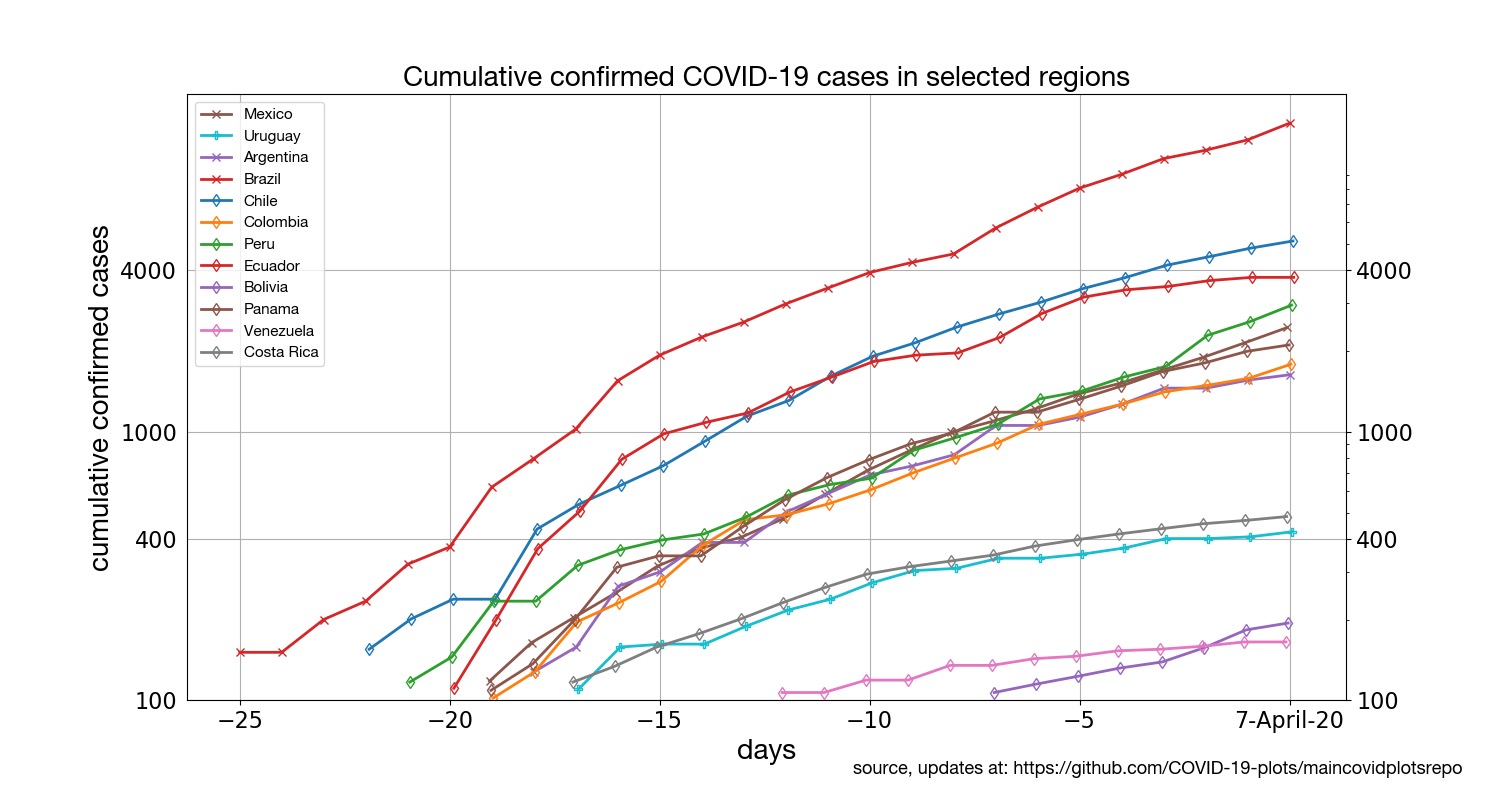 Cumulative confirmed COVID-19 cases in selected regions
Mexico
Uruguay
Argentina
Brazil
Chile
Colombia
Peru
Ecuador
Bolivia
Panama
Venezuela
Costa Rica
cumulative confirmed cases
4000
1000
400
100
4000
1000
400
100
−25 −20 −15 −10 −5 7-April-20
days
source, updates at: https://github.com/COVID-19-plots/maincovidplotsrepo